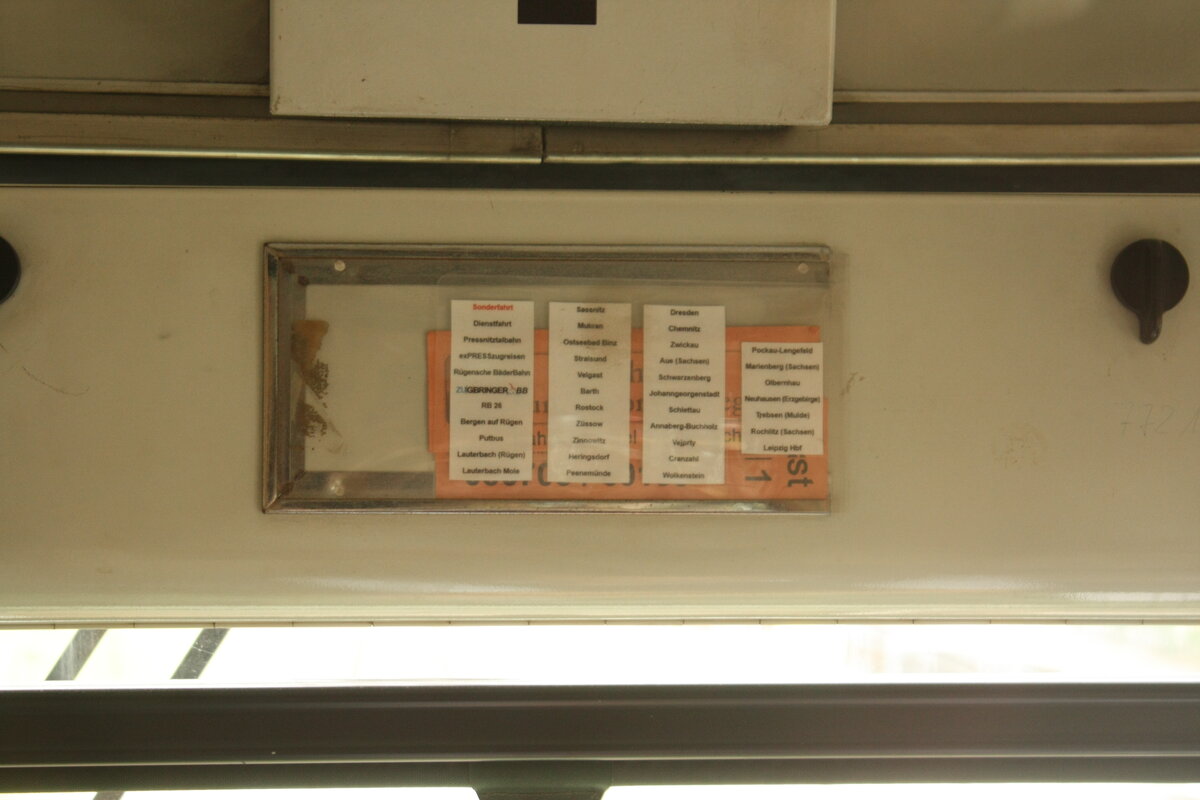 Sonderfahrt
Dienstfahrt
Pressnitztalbahn
exPRESSzugreisen
Rügensche BäderBahn
ZUGBRINGER BB
RB 26
Bergen auf Rügen
Putbus
Lauterbach (Rügen)
Lauterbach Mole
Sassnitz
Mukran
Ostseebad Binz
Stralsund
Velgast
Barth
Rostock
Züssow
Zinnowitz
Heringsdorf
Peenemünde
Dresden
Chemnitz
Zwickau
Aue (Sachsen)
Schwarzenberg
Johanngeorgenstadt
Schlettau
Annaberg-Buchholz
Vejprty
Cranzahl
Wolkenstein
Pockau-Lengefeld
Marienberg (Sachsen)
Olbernhau
Neuhausen (Erzgebirge)
Trebsen (Mulde)
Rochlitz (Sachsen)
Leipzig Hbf
1